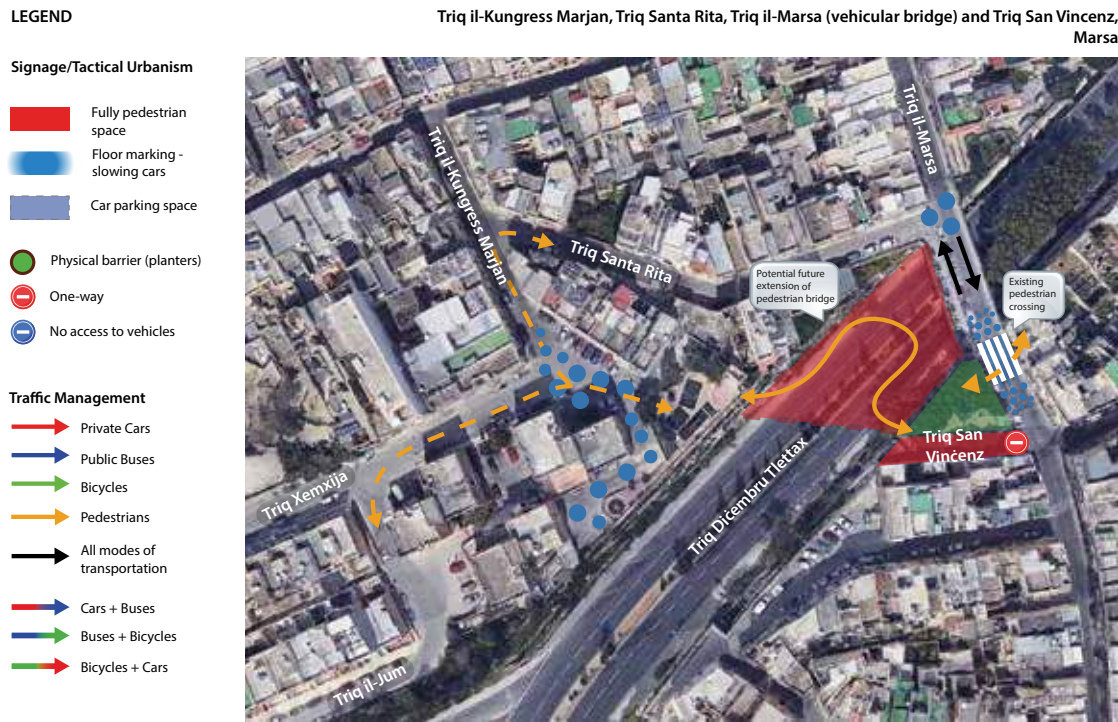 LEGEND
Triq il-Kungress Marjan, Triq Santa Rita, Triq il-Marsa (vehicular bridge) and Triq San Vincenz,
Marsa
Signage/Tactical Urbanism
Fully pedestrian
space
Floor marking -
slowing cars
Car parking space
Physical barrier (planters)
One-way
No access to vehicles
Traffic Management
Private Cars
Public Buses
Bicycles
Pedestrians
All modes of
transportation
Cars + Buses
Buses + Bicycles
Bicycles + Cars
Triq il-Kungress Marjan
Triq il-Marsa
Triq Santa Rita
Potential future
extension of
pedestrian bridge
Existing
pedestrian
crossing
Triq San
Vinċenz
Triq Xemxija
Triq Diċembru Tlettax
Triq il-Jum